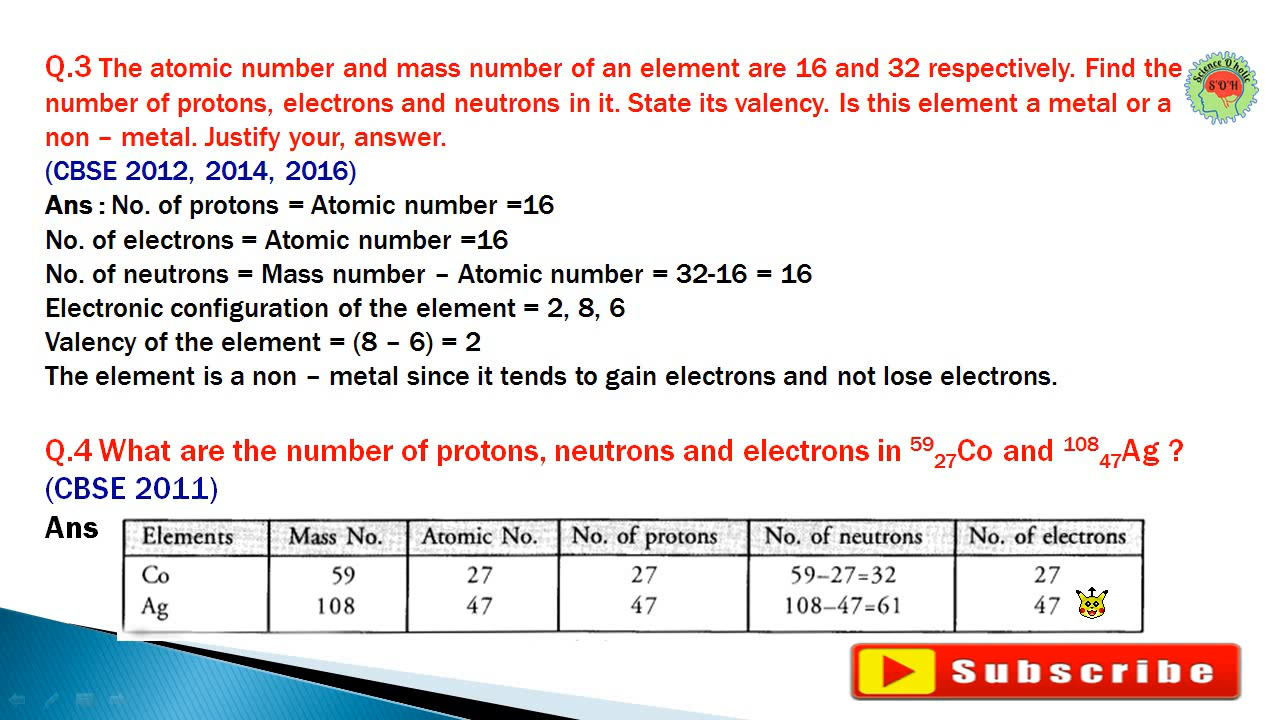 Q.3 The atomic number and mass number of an element are 16 and 32 respectively. Find the
number of protons, electrons and neutrons in it. State its valency. Is this element a metal or a
non – metal. Justify your, answer.
(CBSE 2012, 2014, 2016)
Ans : No. of protons = Atomic number =16
No. of electrons = Atomic number =16
No. of neutrons = Mass number – Atomic number = 32-16 = 16
Electronic configuration of the element = 2, 8, 6
Valency of the element = (8 – 6) = 2
The element is a non – metal since it tends to gain electrons and not lose electrons.
Science O'holic
S'O'H
Q.4 What are the number of protons, neutrons and electrons in ⁵⁹₂₇Co and ¹⁰⁸₄₇Ag ?
(CBSE 2011)
Ans
Elements Mass No. Atomic No. No. of protons No. of neutrons No. of electrons
Co 59 27 27 59–27=32 27
Ag 108 47 47 108–47=61 47
Subscribe